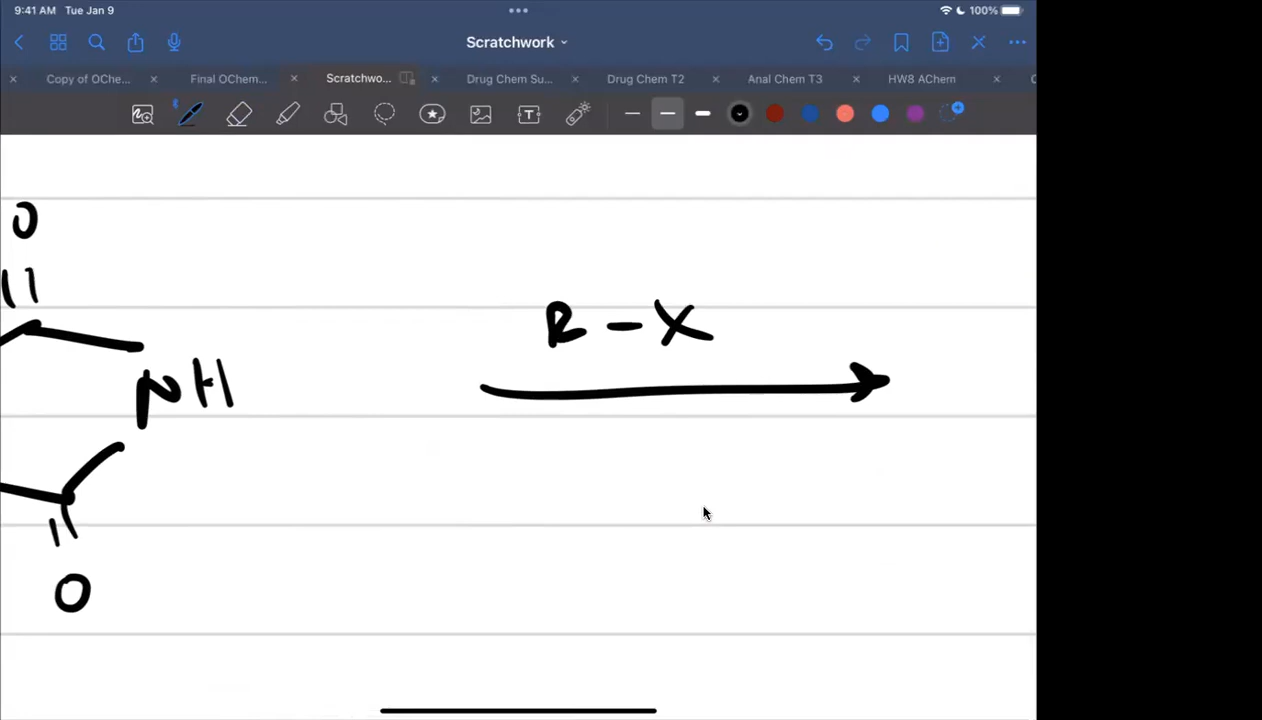 9:41 AM Tue Jan 9
100%
Scratchwork
Copy of OChe...
Final OChem...
Scratchwo...
Drug Chem Su...
Drug Chem T2
Anal Chem T3
HW8 AChem
T
O
R - X
NH
O